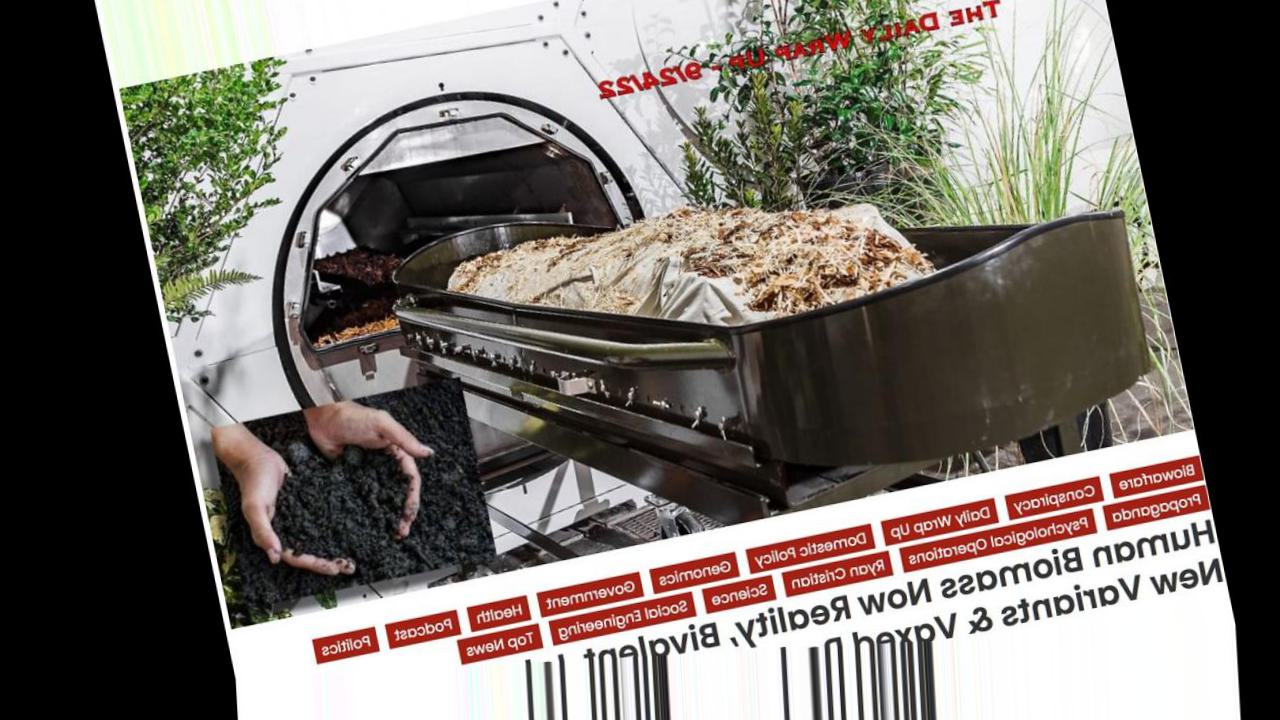 THE DAILY WRAP UP - 9/24/22
Biowarfare Conspiracy Daily Wrap Up Domestic Policy Genomics Government Health Podcast Politics
Propaganda Psychological Operations Ryan Cristian Science Social Engineering Top News
Human Biomass Now Reality, Bivalent
New Variants & Vaxed D